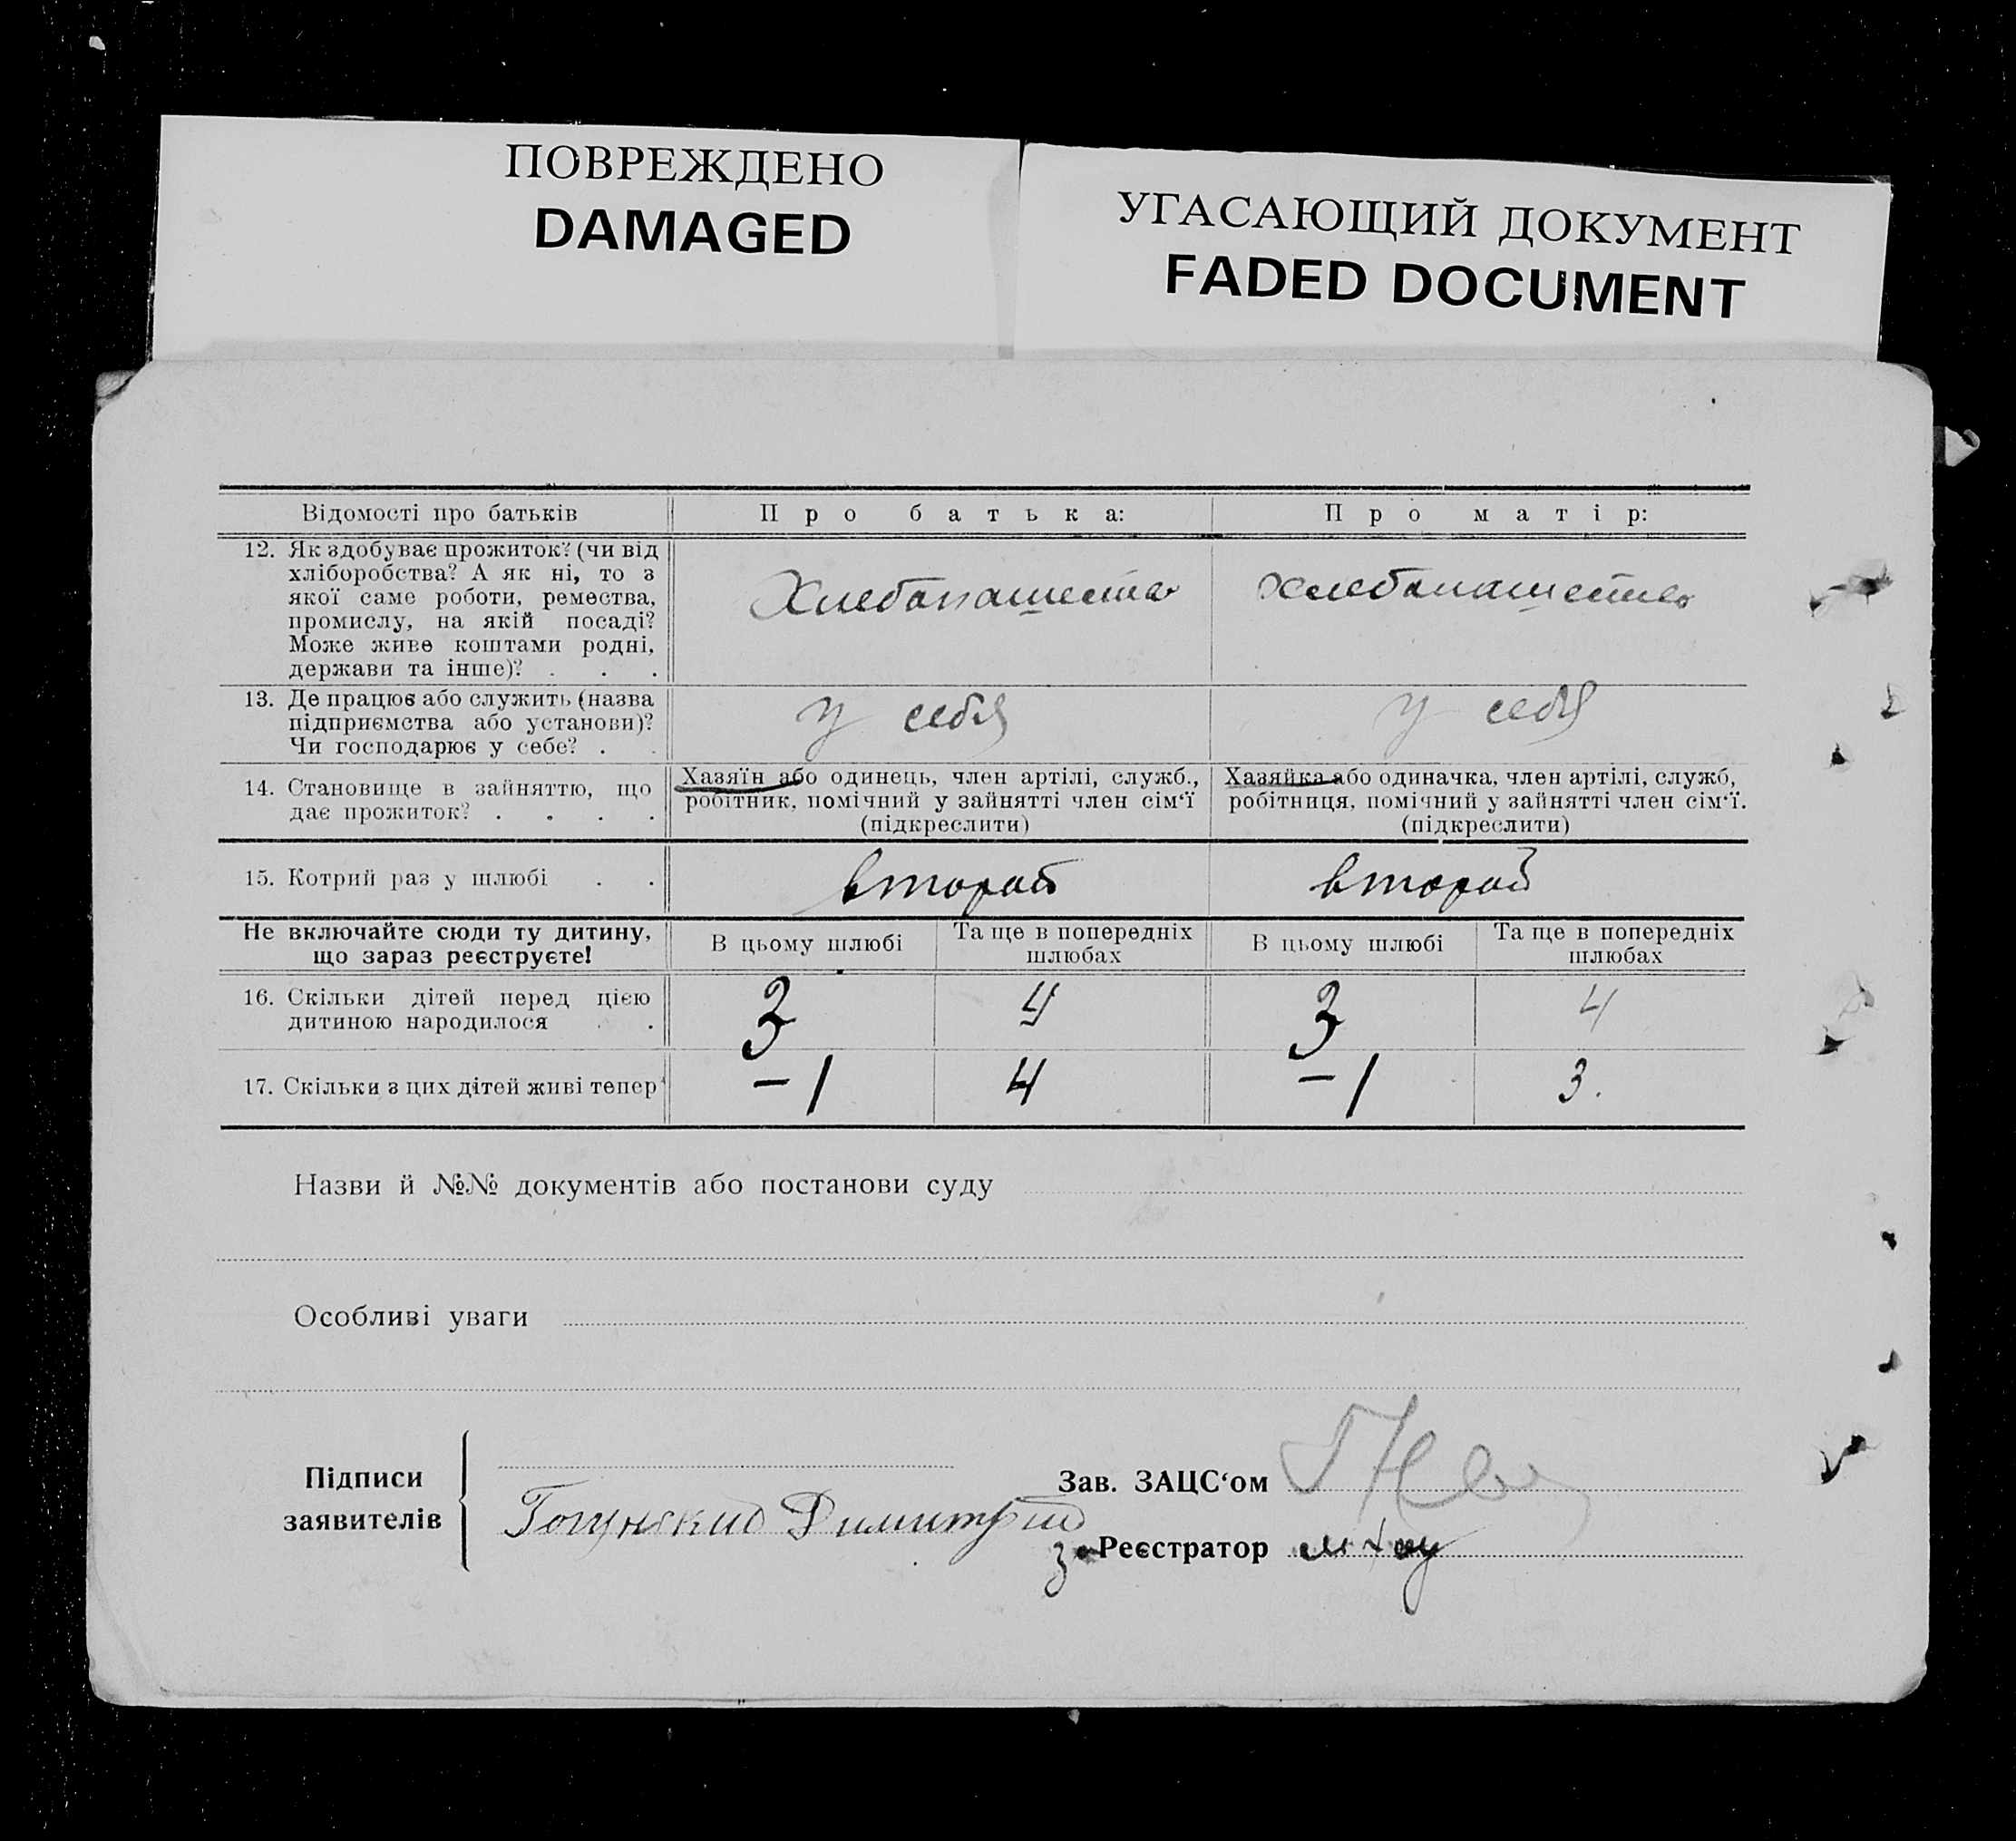 ПОВРЕЖДЕНО
DAMAGED
УГАСАЮЩИЙ ДОКУМЕНТ
FADED DOCUMENT
Відомості про батьків
Про батька:
Про матір:
12. Як здобуває прожиток? (чи від
хліборобства? А як ні, то з
якої саме роботи, ремества,
промислу, на якій посаді?
Може живе коштами родні,
держави та інше)? . . .
Хлебопашество
хлебопашество
13. Де працює або служить (назва
підприємства або установи)?
Чи господарює у себе? .
у себя
у себя
14. Становище в зайняттю, що
дає прожиток? . . . .
Хазяїн або одинець, член артілі, служб.,
робітник, помічний у зайнятті член сім‘ї
(підкреслити)
Хазяйка або одиначка, член артілі, служб,
робітниця, помічний у зайнятті член сім‘ї.
(підкреслити)
15. Котрий раз у шлюбі . .
второй
второй
Не включайте сюди ту дитину,
що зараз реєструєте!
В цьому шлюбі
Та ще в попередніх
шлюбах
В цьому шлюбі
Та ще в попередніх
шлюбах
16. Скільки дітей перед цією
дитиною народилося . .
3
4
3
4
17. Скільки з цих дітей живі тепер
– 1
4
– 1
3.
Назви й №№ документів або постанови суду
Особливі уваги
Підписи
заявителів
Димитрий
Зав. ЗАЦС‘ом
за Реєстратор